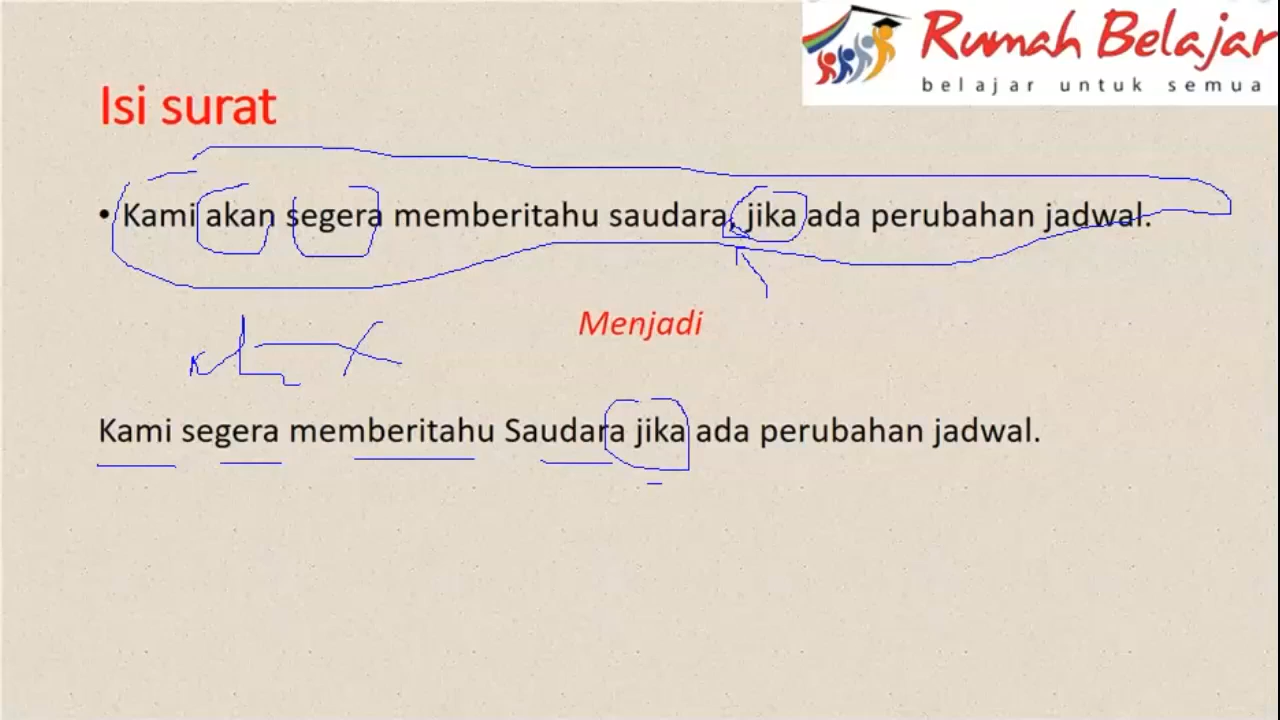 Rumah Belajar
belajar untuk semua
Isi surat
• Kami akan segera memberitahu saudara, jika ada perubahan jadwal.
Menjadi
Kami segera memberitahu Saudara jika ada perubahan jadwal.